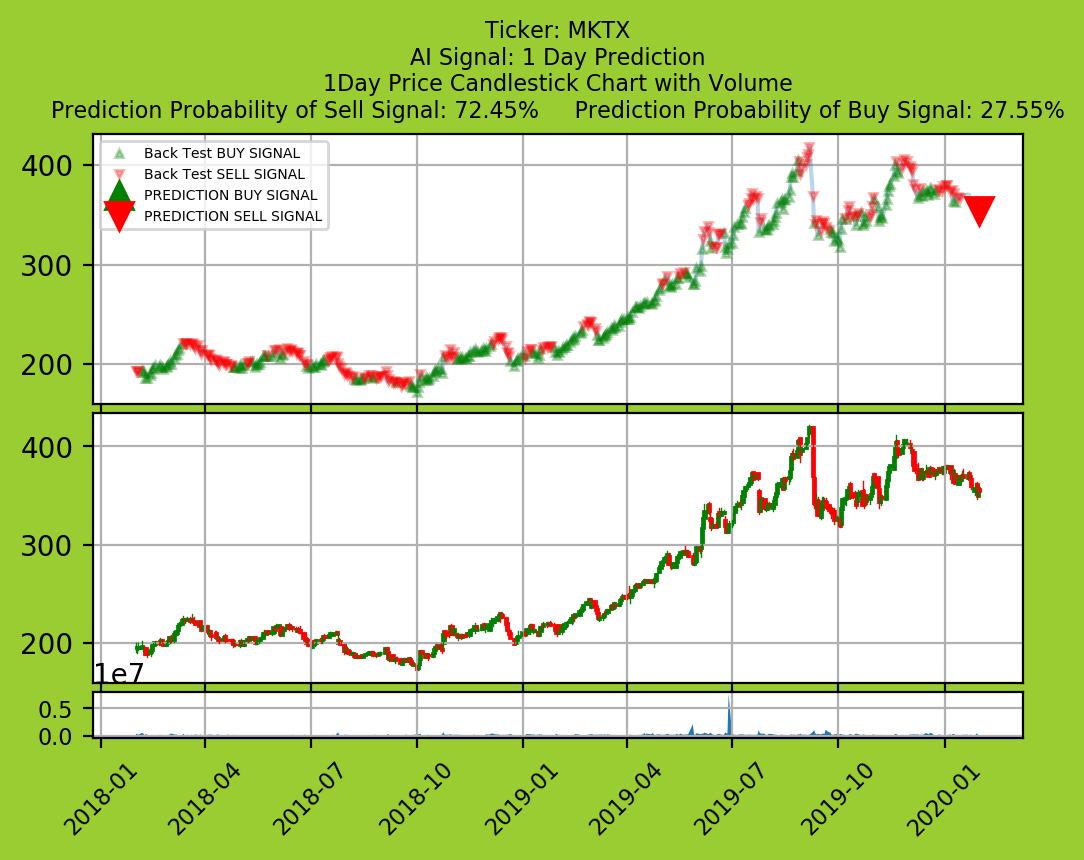 Ticker: MKTX
AI Signal: 1 Day Prediction
1Day Price Candlestick Chart with Volume
Prediction Probability of Sell Signal: 72.45% Prediction Probability of Buy Signal: 27.55%
Back Test BUY SIGNAL
Back Test SELL SIGNAL
PREDICTION BUY SIGNAL
PREDICTION SELL SIGNAL
400
300
200
400
300
200
1e7
0.5
0.0
2018-01
2018-04
2018-07
2018-10
2019-01
2019-04
2019-07
2019-10
2020-01